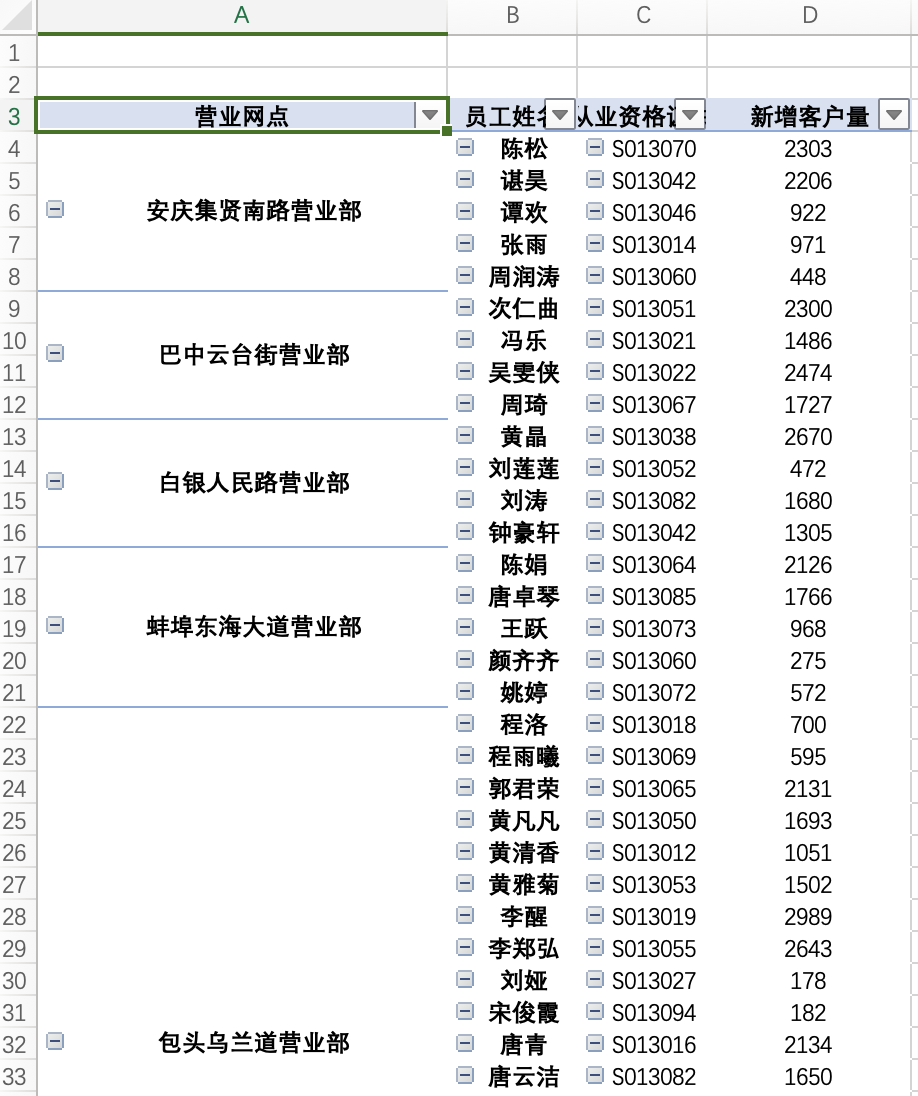 A B C D
1
2
3 营业网点 员工姓名 从业资格证 新增客户量
4 陈松 S013070 2303
5 谌昊 S013042 2206
6 安庆集贤南路营业部 谭欢 S013046 922
7 张雨 S013014 971
8 周润涛 S013060 448
9 次仁曲 S013051 2300
10 巴中云台街营业部 冯乐 S013021 1486
11 吴雯侠 S013022 2474
12 周琦 S013067 1727
13 黄晶 S013038 2670
14 白银人民路营业部 刘莲莲 S013052 472
15 刘涛 S013082 1680
16 钟豪轩 S013042 1305
17 陈娟 S013064 2126
18 唐卓琴 S013085 1766
19 蚌埠东海大道营业部 王跃 S013073 968
20 颜齐齐 S013060 275
21 姚婷 S013072 572
22 程洛 S013018 700
23 程雨曦 S013069 595
24 郭君荣 S013065 2131
25 黄凡凡 S013050 1693
26 黄清香 S013012 1051
27 黄雅菊 S013053 1502
28 李醒 S013019 2989
29 李郑弘 S013055 2643
30 刘娅 S013027 178
31 宋俊霞 S013094 182
32 包头乌兰道营业部 唐青 S013016 2134
33 唐云洁 S013082 1650